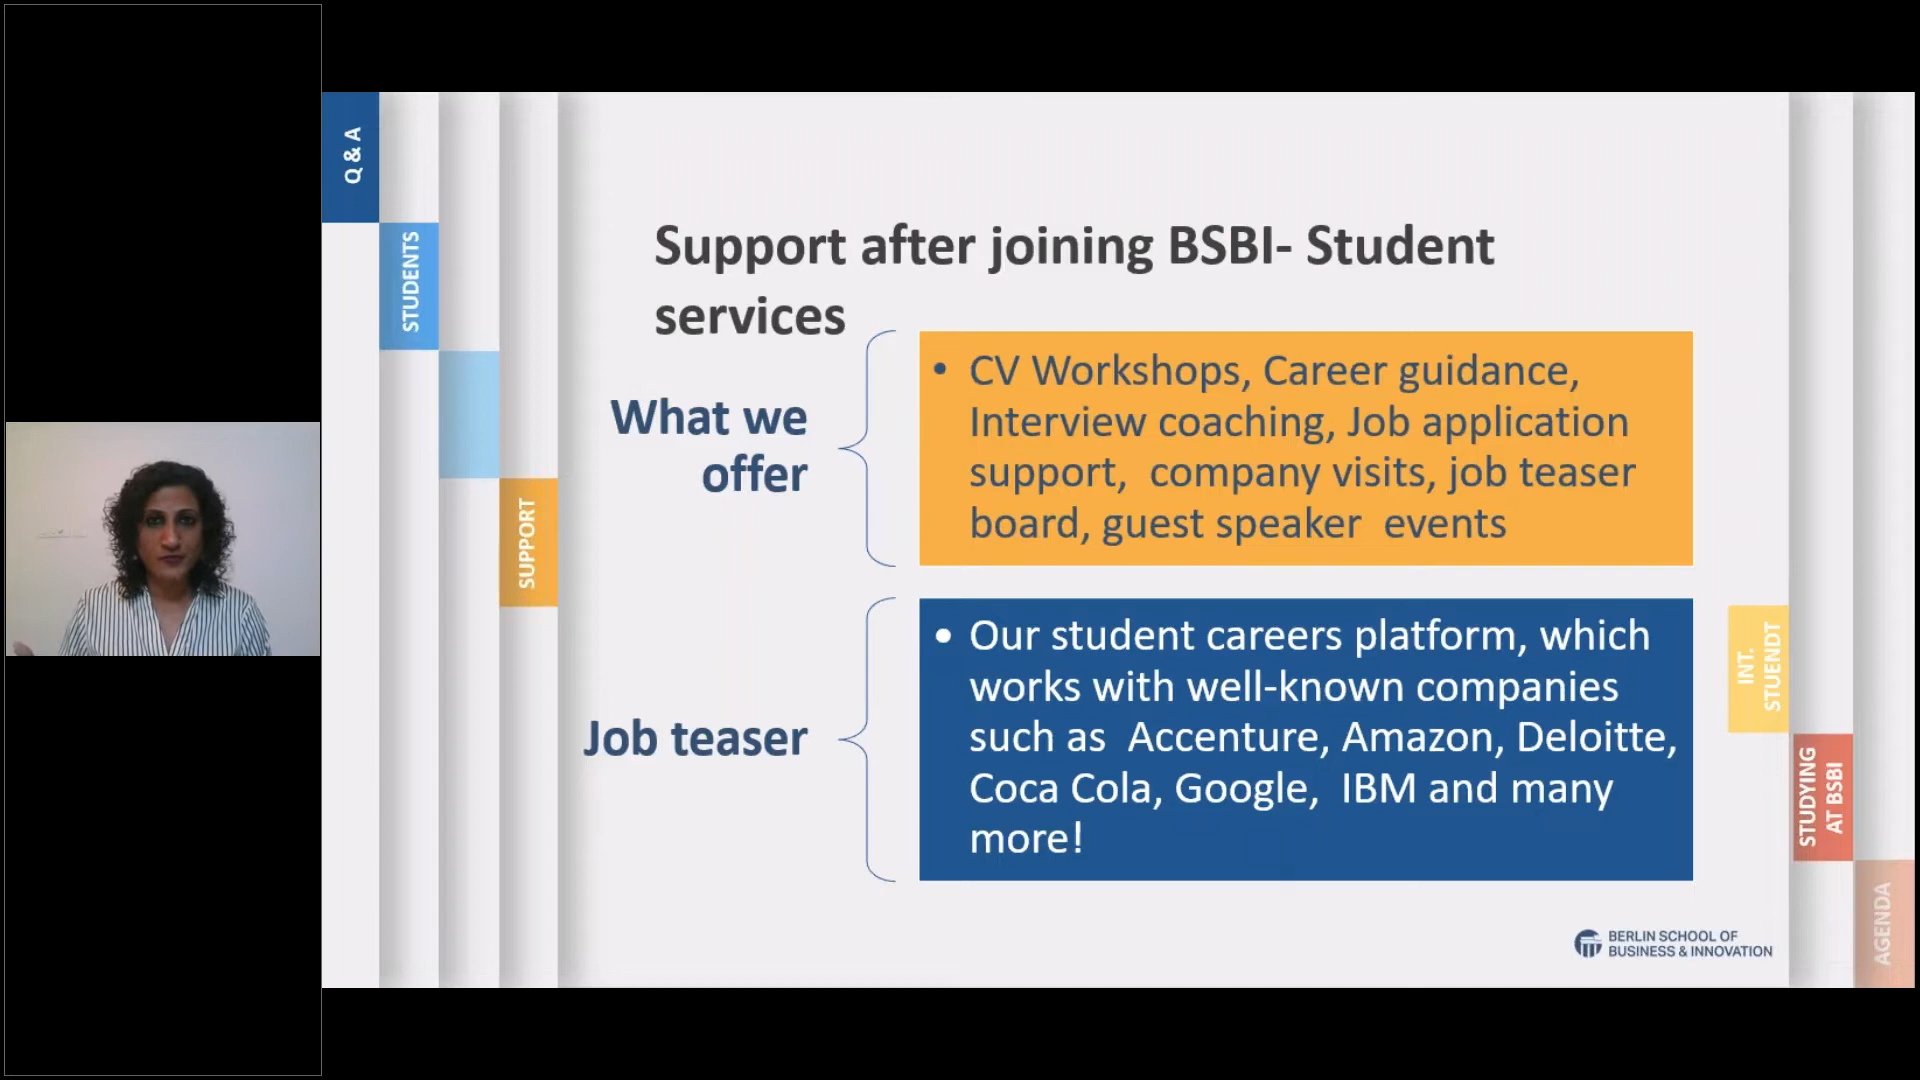 Q & A
STUDENTS
SUPPORT
Support after joining BSBI- Student
services
What we
offer
• CV Workshops, Career guidance,
Interview coaching, Job application
support,  company visits, job teaser
board, guest speaker  events
Job teaser
• Our student careers platform, which
works with well-known companies
such as  Accenture, Amazon, Deloitte,
Coca Cola, Google,  IBM and many
more!
INT.
STUENDT
STUDYING
AT BSBI
AGENDA
BERLIN SCHOOL OF
BUSINESS & INNOVATION